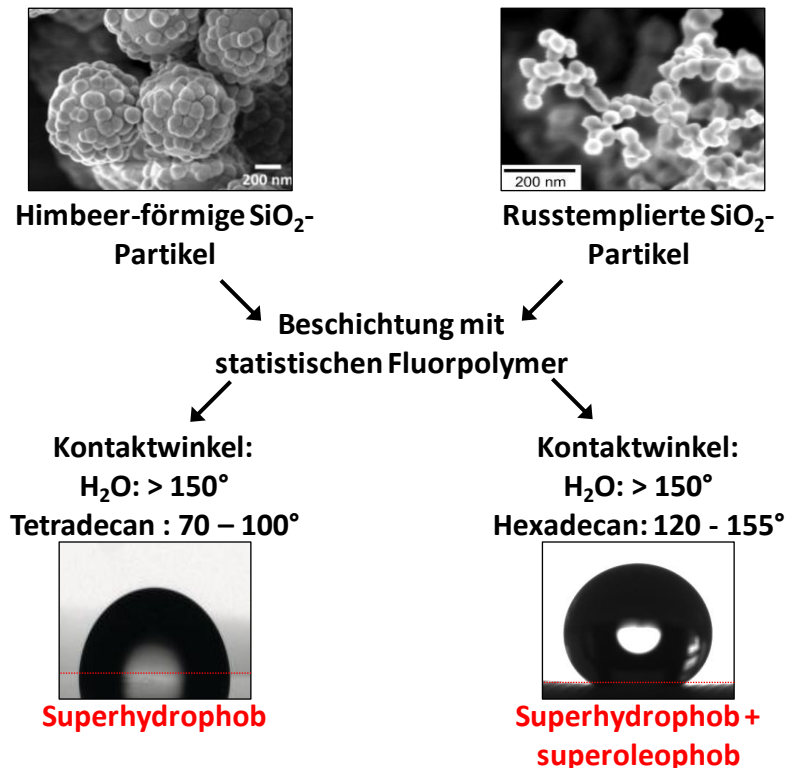 200 nm
200 nm
Himbeer-förmige SiO₂-
Partikel
Russtemplierte SiO₂-
Partikel
Beschichtung mit
statistischen Fluorpolymer
Kontaktwinkel:
H₂O: > 150°
Tetradecan : 70 – 100°
Kontaktwinkel:
H₂O: > 150°
Hexadecan: 120 - 155°
Superhydrophob
Superhydrophob +
superoleophob